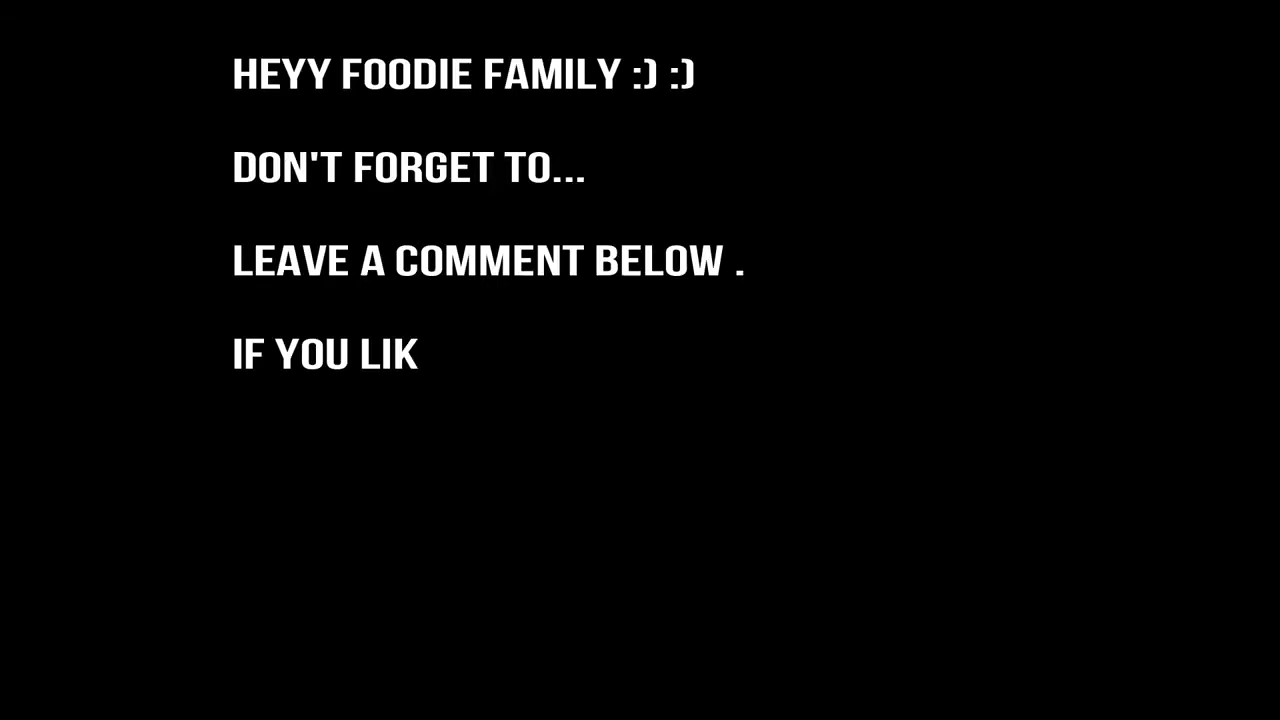 HEYY FOODIE FAMILY :) :)
DON'T FORGET TO...
LEAVE A COMMENT BELOW .
IF YOU LIK